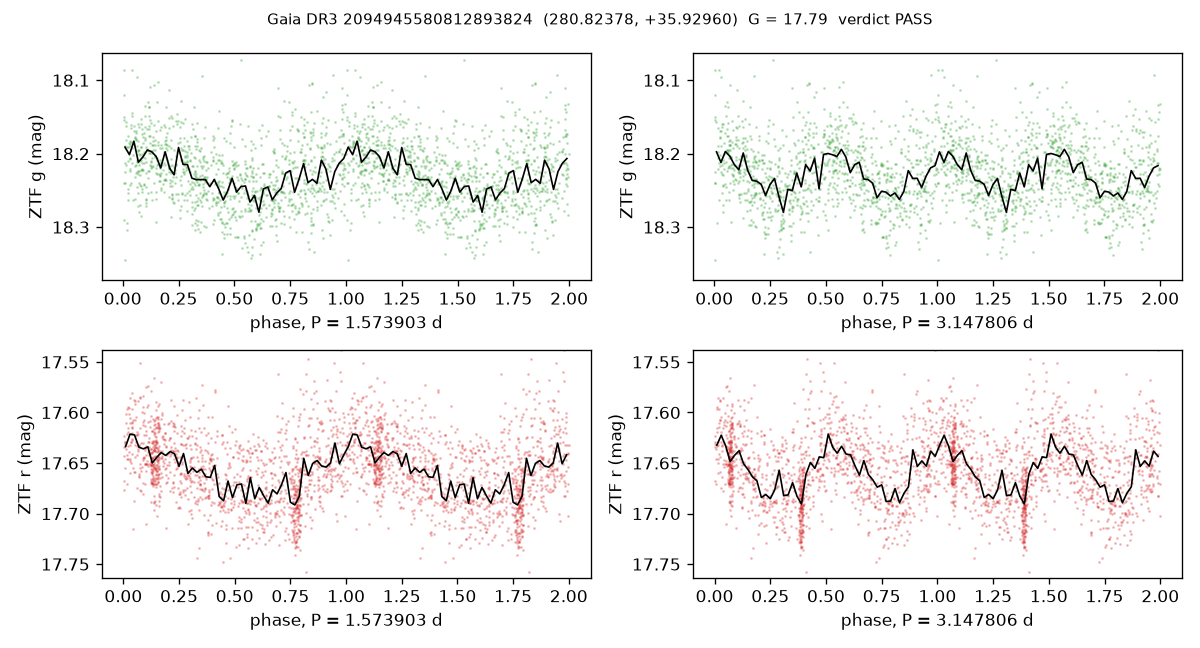 Gaia DR3 2094945580812893824 (280.82378, +35.92960) G = 17.79 verdict PASS
ZTF g (mag)
18.1
18.2
18.3
0.00 0.25 0.50 0.75 1.00 1.25 1.50 1.75 2.00
phase, P = 1.573903 d
ZTF g (mag)
18.1
18.2
18.3
0.00 0.25 0.50 0.75 1.00 1.25 1.50 1.75 2.00
phase, P = 3.147806 d
ZTF r (mag)
17.55
17.60
17.65
17.70
17.75
0.00 0.25 0.50 0.75 1.00 1.25 1.50 1.75 2.00
phase, P = 1.573903 d
ZTF r (mag)
17.55
17.60
17.65
17.70
17.75
0.00 0.25 0.50 0.75 1.00 1.25 1.50 1.75 2.00
phase, P = 3.147806 d